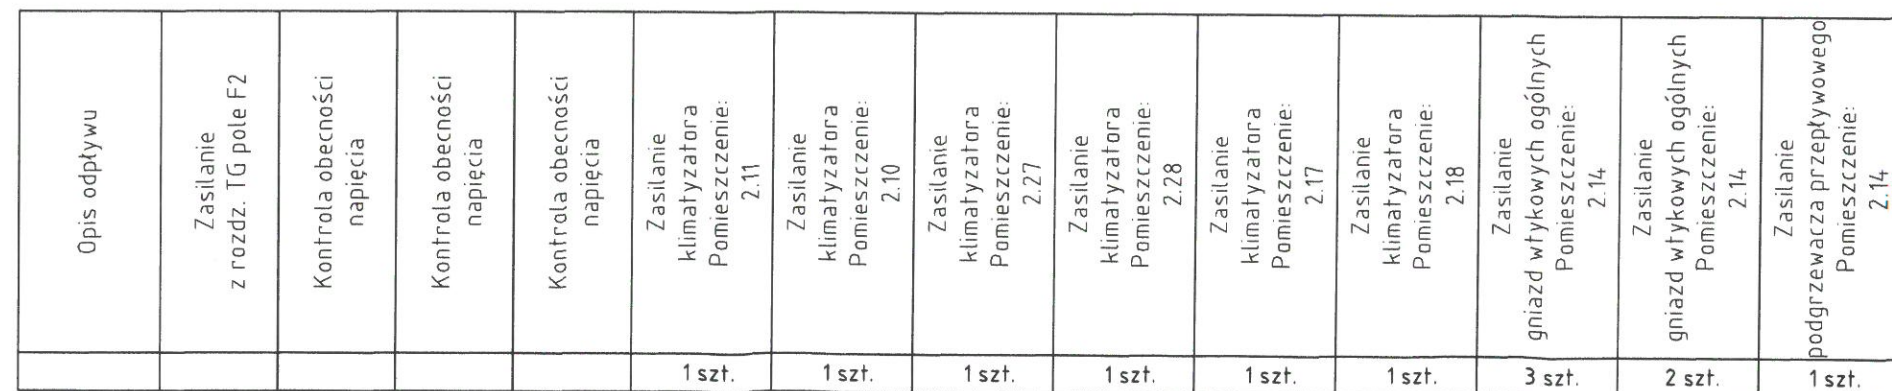 Opis odpływu
Zasilanie
z rozdz. TG pole F2
Kontrola obecności
napięcia
Kontrola obecności
napięcia
Kontrola obecności
napięcia
Zasilanie
klimatyzatora
Pomieszczenie:
2.11
Zasilanie
klimatyzatora
Pomieszczenie:
2.10
Zasilanie
klimatyzatora
Pomieszczenie:
2.27
Zasilanie
klimatyzatora
Pomieszczenie:
2.28
Zasilanie
klimatyzatora
Pomieszczenie:
2.17
Zasilanie
klimatyzatora
Pomieszczenie:
2.18
Zasilanie
gniazd wtykowych ogólnych
Pomieszczenie:
2.14
Zasilanie
gniazd wtykowych ogólnych
Pomieszczenie:
2.14
Zasilanie
podgrzewacza przepływowego
Pomieszczenie:
2.14
1 szt.
1 szt.
1 szt.
1 szt.
1 szt.
1 szt.
3 szt.
2 szt.
1 szt.